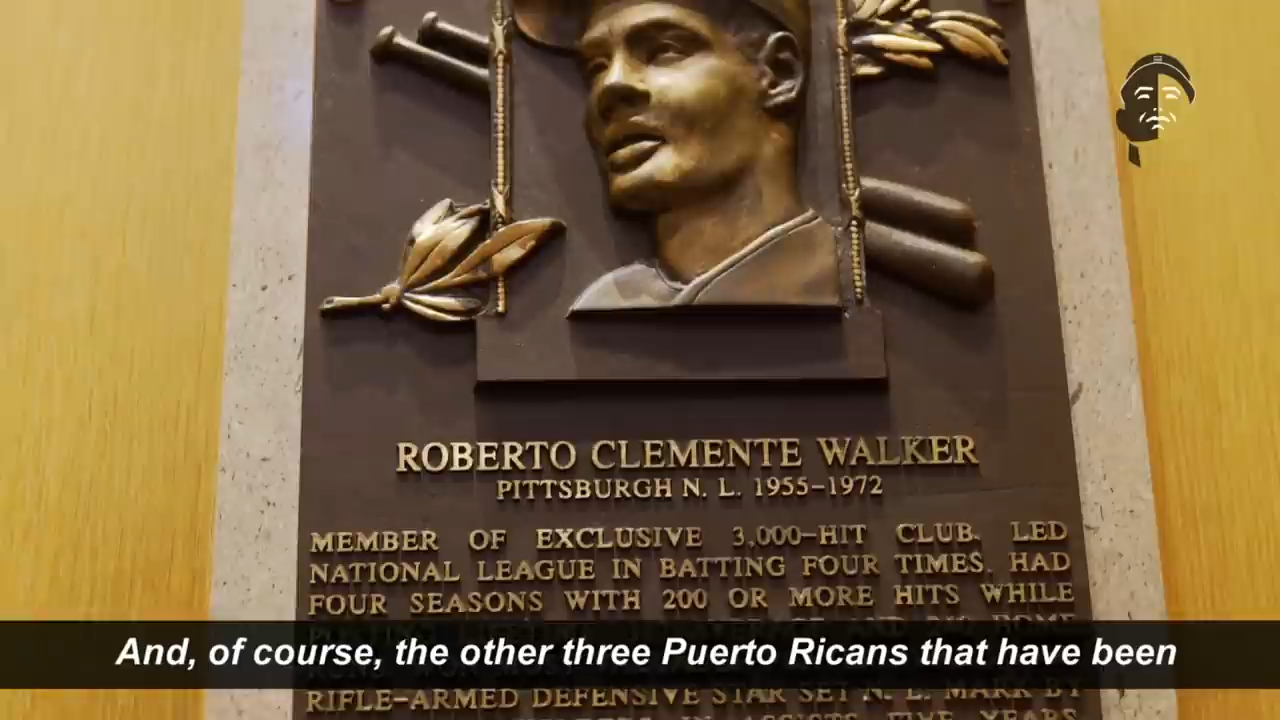 ROBERTO CLEMENTE WALKER
PITTSBURGH N. L. 1955-1972
MEMBER OF EXCLUSIVE 3,000-HIT CLUB. LED
NATIONAL LEAGUE IN BATTING FOUR TIMES. HAD
FOUR SEASONS WITH 200 OR MORE HITS WHILE
And, of course, the other three Puerto Ricans that have been
RIFLE-ARMED DEFENSIVE STAR SET N. L. MARK BY